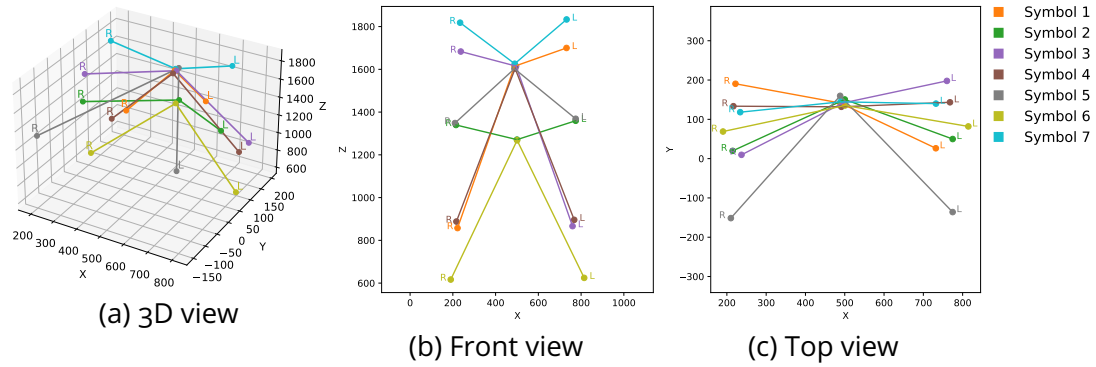 R
L
R
R
R
R
R
R
L
L
L
L
L
L
200 300 400 500 600 700 800
X
−150 −100 −50 0 50 100 150 200
Y
600 800 1000 1200 1400 1600 1800
Z
(a) 3D view
1800
1600
1400
1200
1000
800
600
Z
R
L
R
L
R
L
R
L
R
L
R
L
R
L
0 200 400 600 800 1000
X
(b) Front view
300
200
100
0
−100
−200
−300
Y
R
L
R
L
R
L
R
L
R
L
R
L
R
L
200 300 400 500 600 700 800
X
(c) Top view
Symbol 1
Symbol 2
Symbol 3
Symbol 4
Symbol 5
Symbol 6
Symbol 7